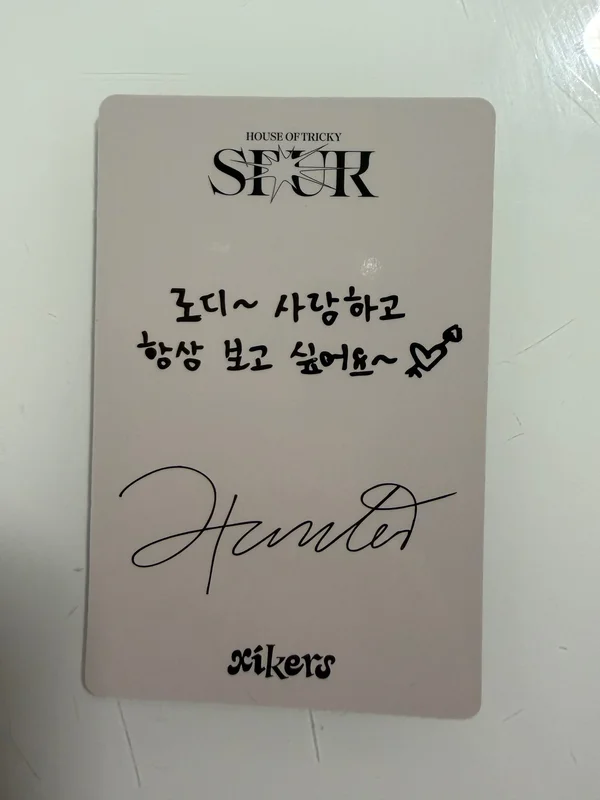 HOUSE OF TRICKY
SPUR
로디~ 사랑하고
항상 보고 싶어요~
Hunter
xikers